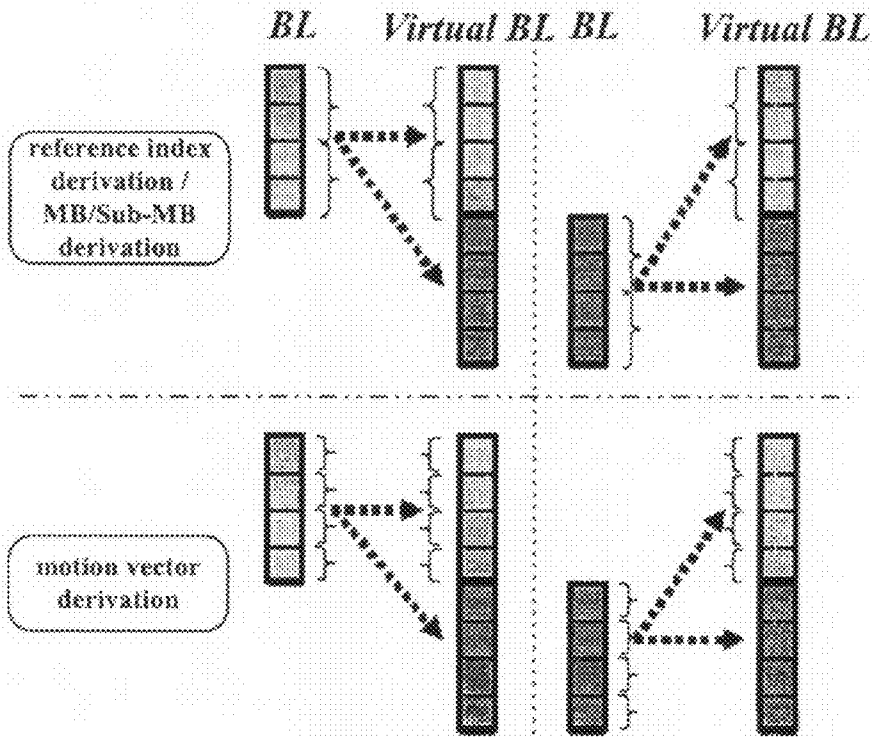 BL Virtual BL BL Virtual BL
reference index
derivation /
MB/Sub-MB
derivation
motion vector
derivation